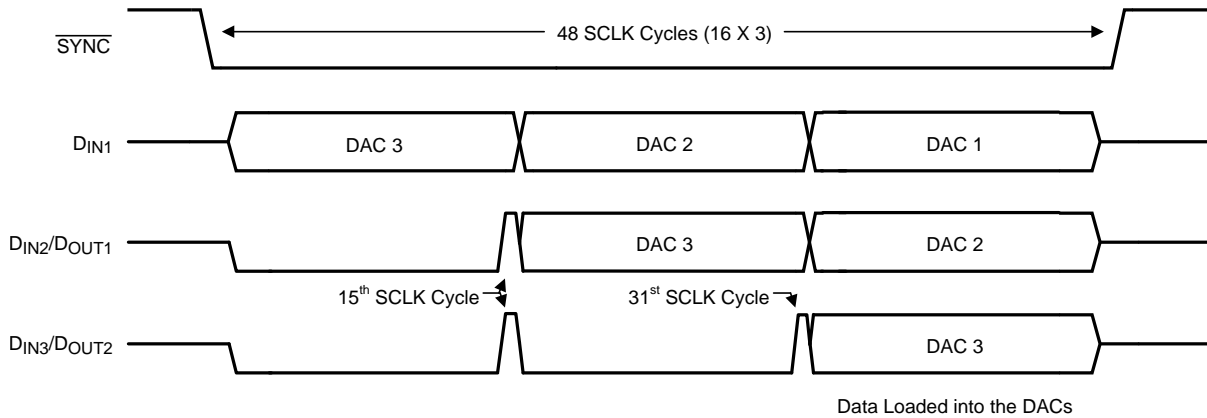 48 SCLK Cycles (16 X 3)
SYNC
DIN1
DAC 3
DAC 2
DAC 1
DIN2/DOUT1
DAC 3
DAC 2
15th SCLK Cycle
31st SCLK Cycle
DIN3/DOUT2
DAC 3
Data Loaded into the DACs